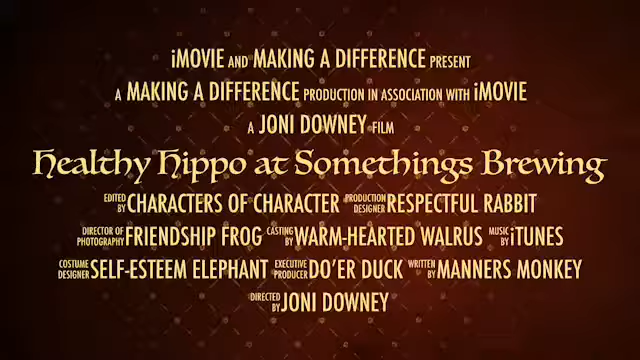 iMOVIE AND MAKING A DIFFERENCE PRESENT
A MAKING A DIFFERENCE PRODUCTION IN ASSOCIATION WITH iMOVIE
A JONI DOWNEY FILM
Healthy Hippo at Somethings Brewing
EDITED BY CHARACTERS OF CHARACTER PRODUCTION DESIGNER RESPECTFUL RABBIT
DIRECTOR OF PHOTOGRAPHY FRIENDSHIP FROG CASTING BY WARM-HEARTED WALRUS MUSIC BY iTUNES
COSTUME DESIGNER SELF-ESTEEM ELEPHANT EXECUTIVE PRODUCER DO'ER DUCK WRITTEN BY MANNERS MONKEY
DIRECTED BY JONI DOWNEY